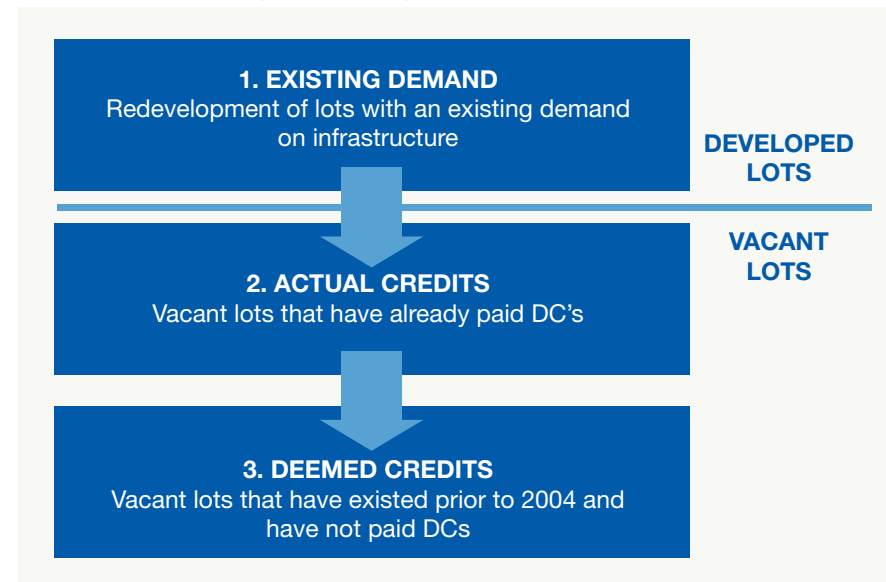 1. EXISTING DEMAND
Redevelopment of lots with an existing demand
on infrastructure
DEVELOPED
LOTS
VACANT
LOTS
2. ACTUAL CREDITS
Vacant lots that have already paid DC’s
3. DEEMED CREDITS
Vacant lots that have existed prior to 2004 and
have not paid DCs